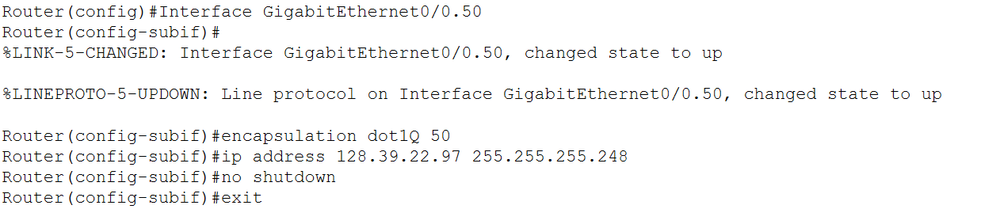 Router(config)#Interface GigabitEthernet0/0.50
Router(config-subif)#
%LINK-5-CHANGED: Interface GigabitEthernet0/0.50, changed state to up
%LINEPROTO-5-UPDOWN: Line protocol on Interface GigabitEthernet0/0.50, changed state to up
Router(config-subif)#encapsulation dot1Q 50
Router(config-subif)#ip address 128.39.22.97 255.255.255.248
Router(config-subif)#no shutdown
Router(config-subif)#exit